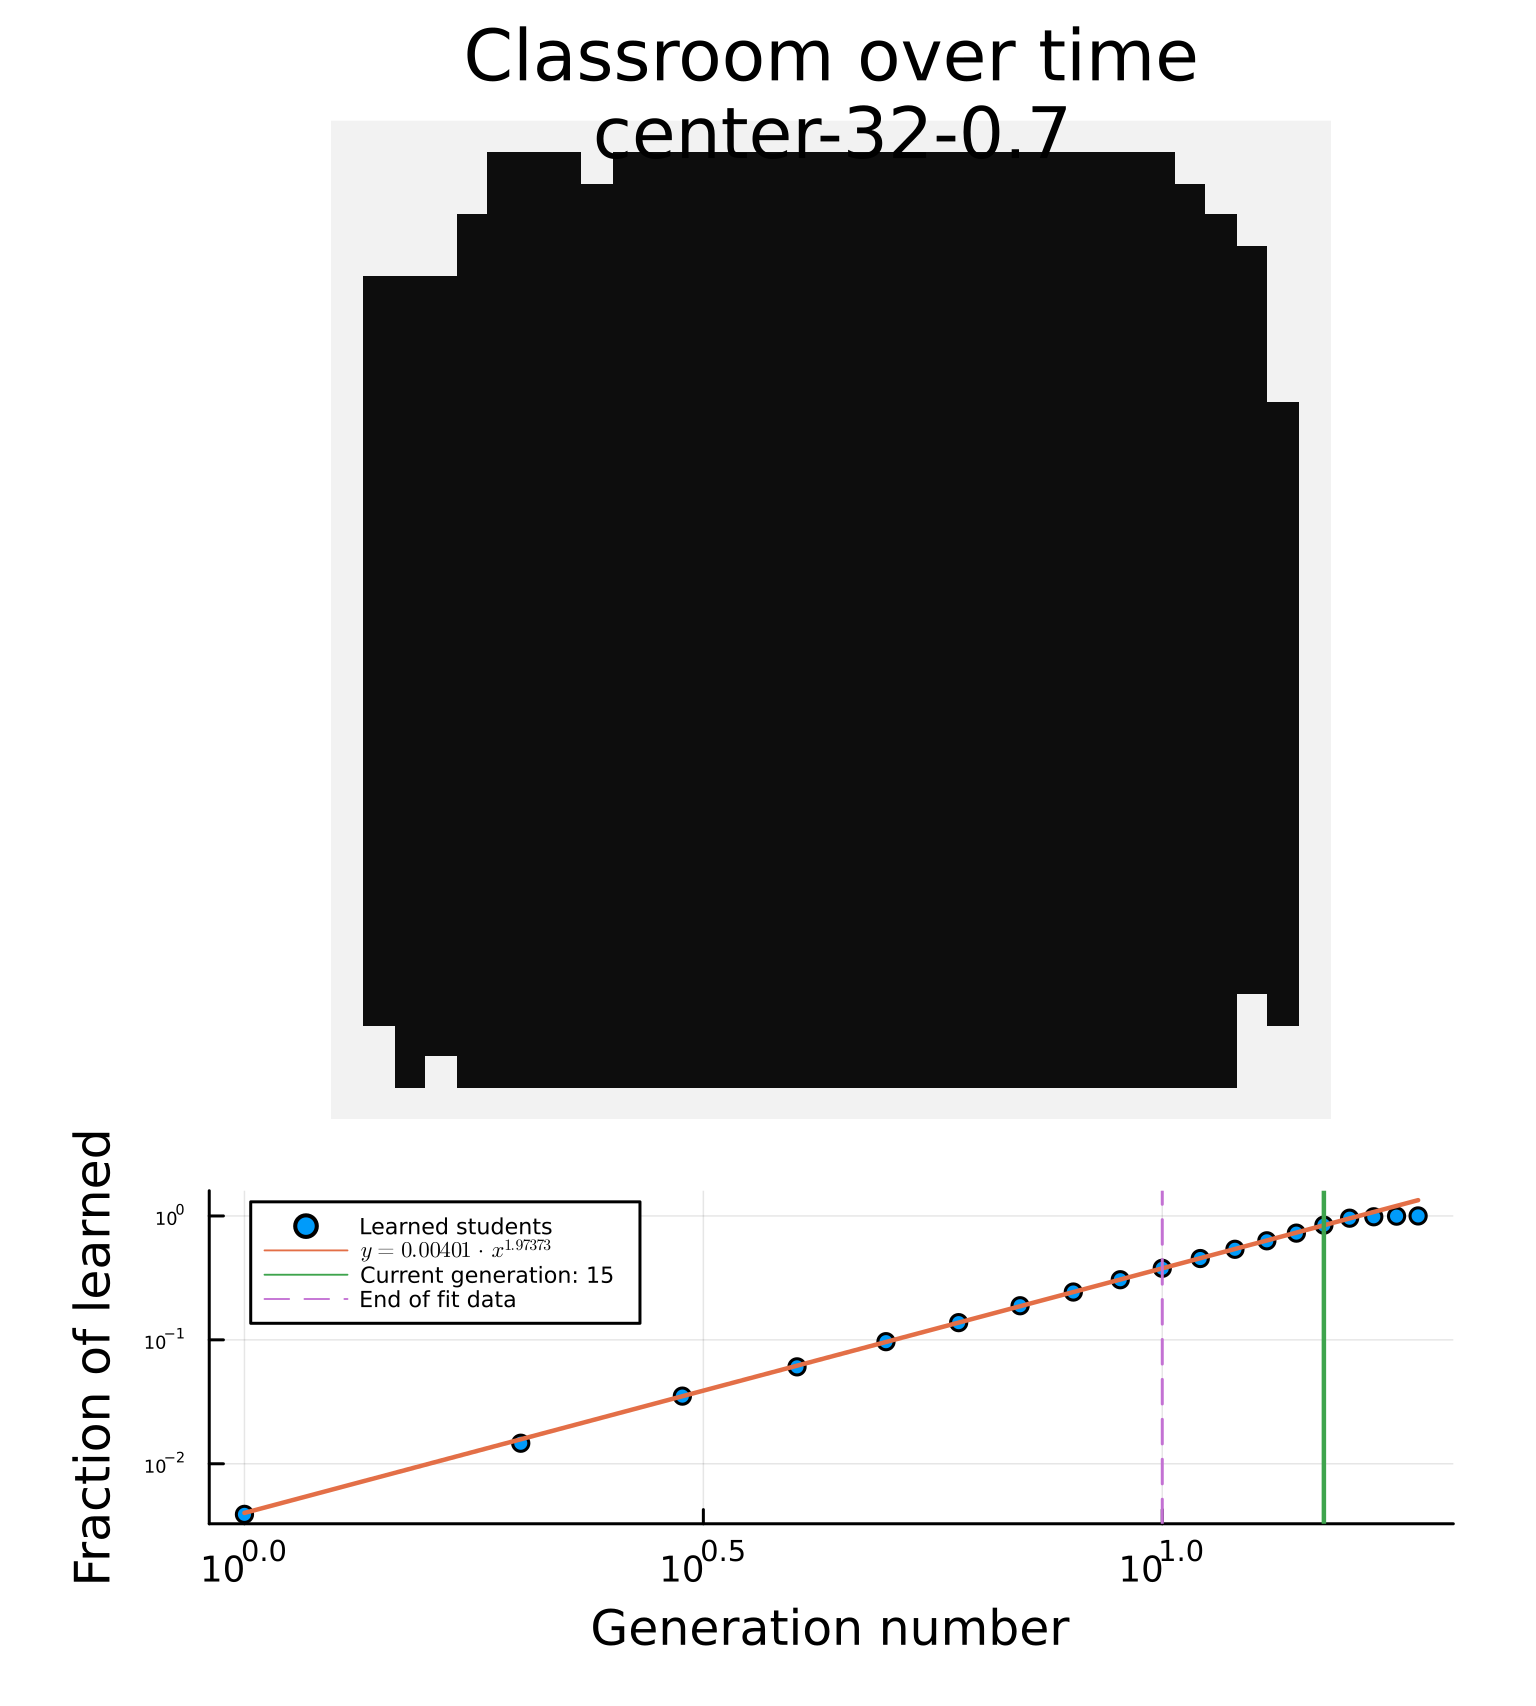 Classroom over time
center-32-0.7
Fraction of learned
10^0
10^−1
10^−2
Learned students
y = 0.00401 · x^1.97373
Current generation: 15
End of fit data
10^0.0
10^0.5
10^1.0
Generation number